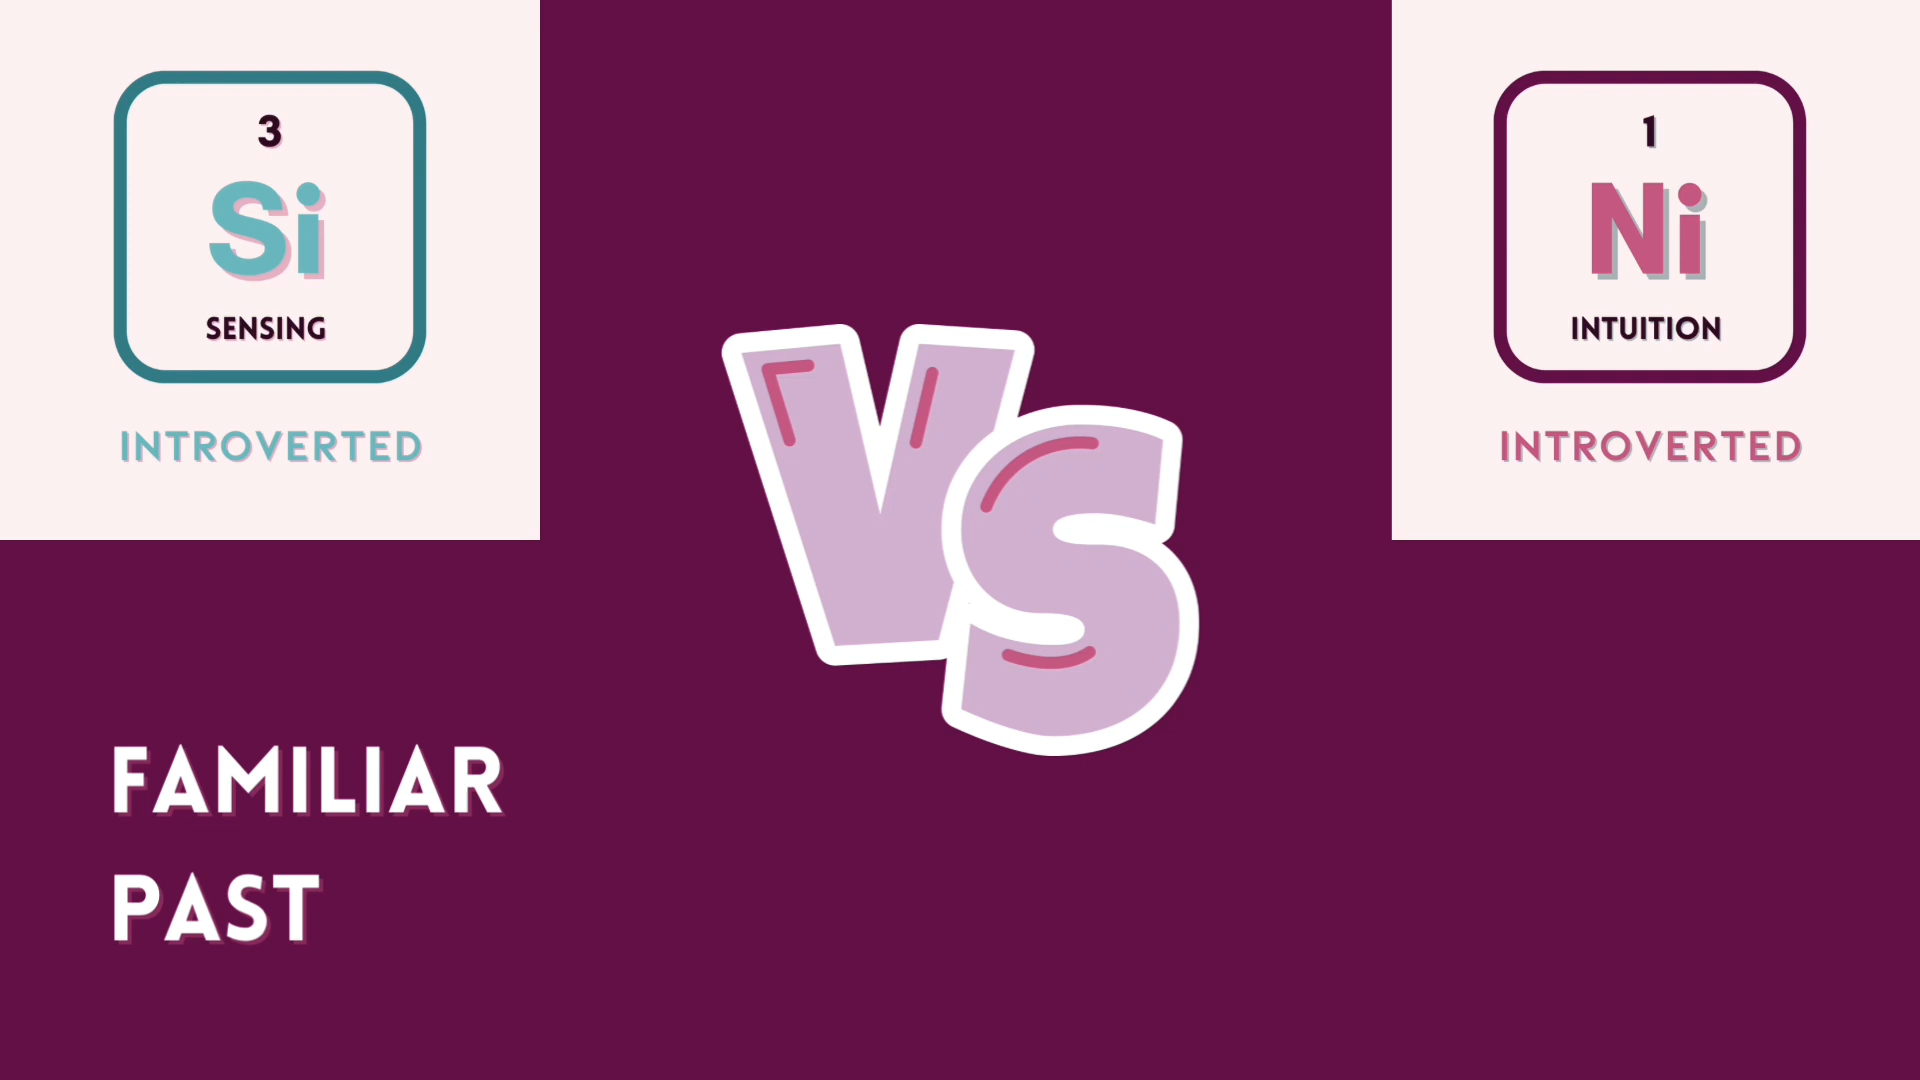 3
Si
SENSING
INTROVERTED
VS
1
Ni
INTUITION
INTROVERTED
FAMILIAR
PAST